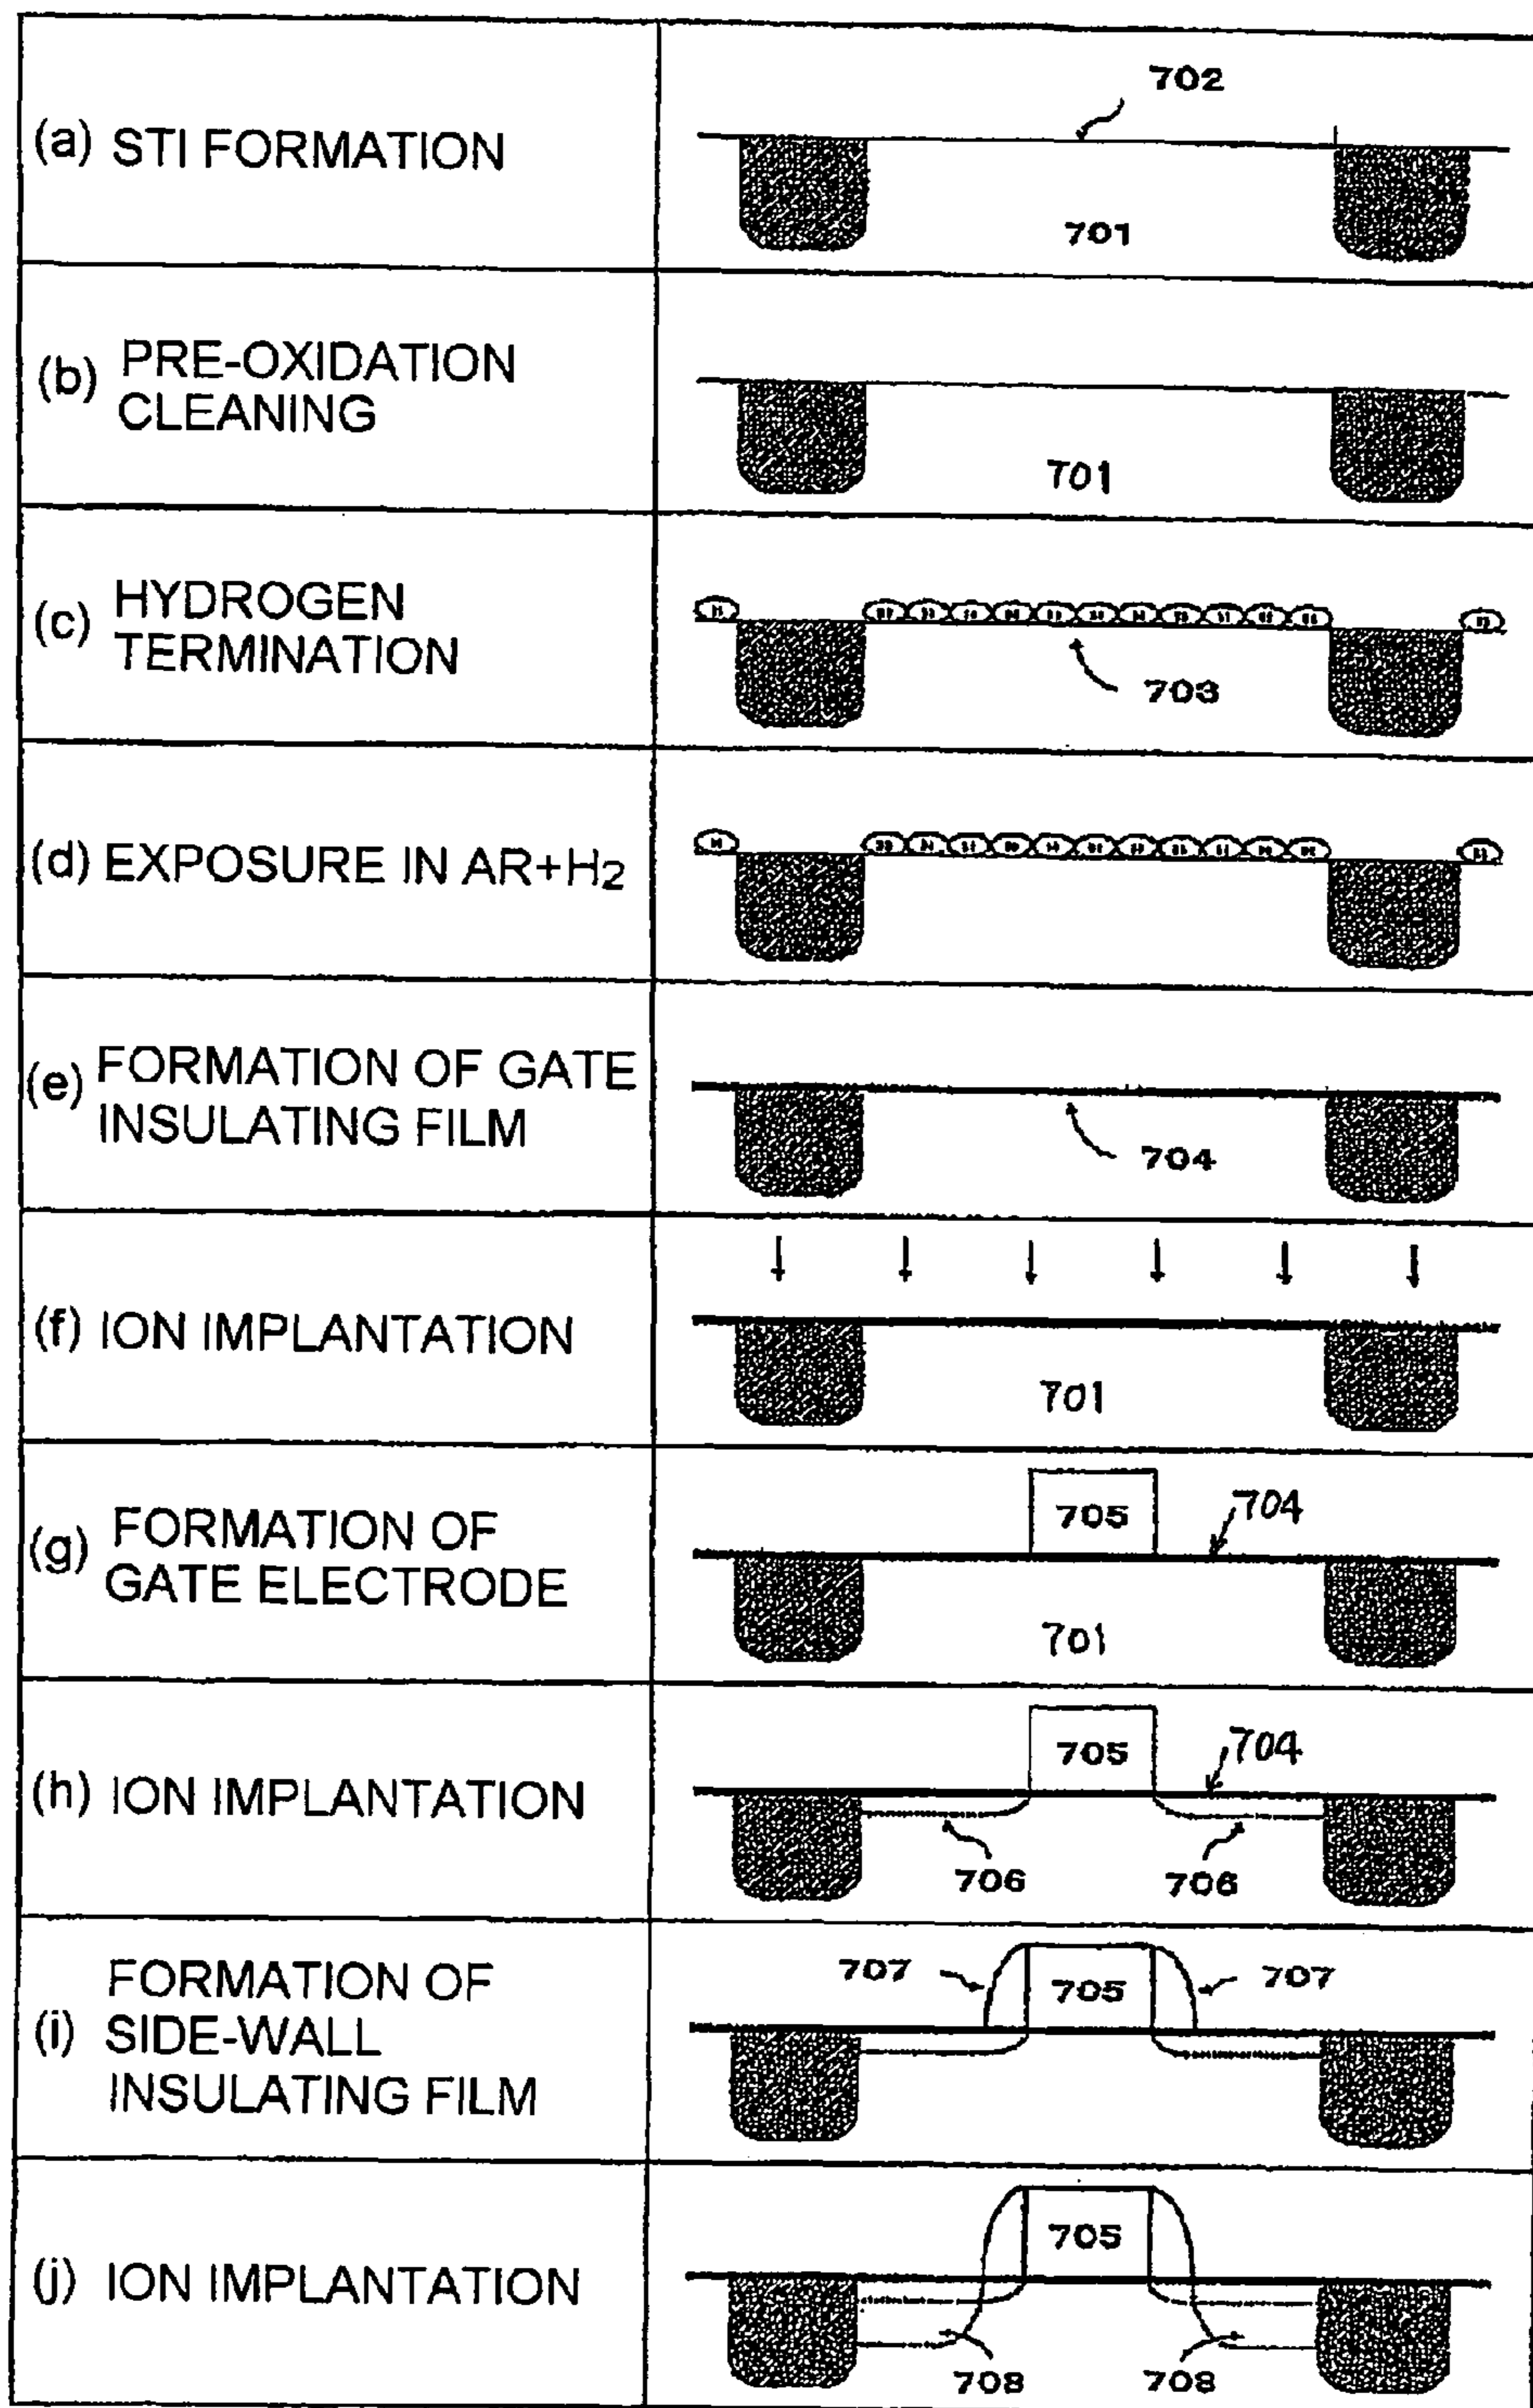 (a) STI FORMATION
702
701
(b) PRE-OXIDATION
CLEANING
701
(c) HYDROGEN
TERMINATION
703
(d) EXPOSURE IN AR+H2
(e) FORMATION OF GATE
INSULATING FILM
704
(f) ION IMPLANTATION
701
(g) FORMATION OF
GATE ELECTRODE
705
704
701
(h) ION IMPLANTATION
705
704
706
706
(i) FORMATION OF
SIDE-WALL
INSULATING FILM
707
705
707
(j) ION IMPLANTATION
705
708
708